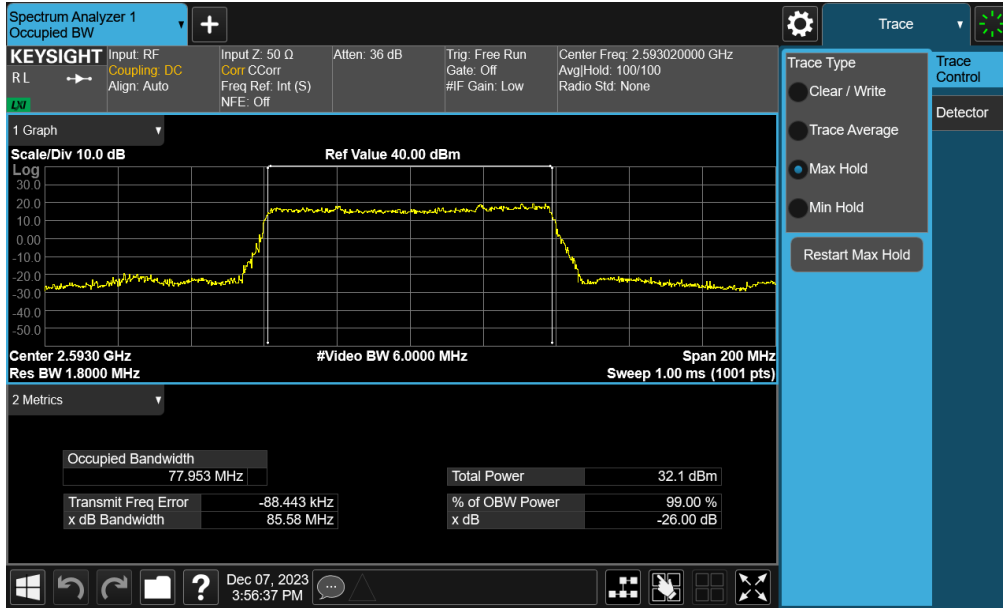 Spectrum Analyzer 1
Occupied BW
Trace
KEYSIGHT
RL
LXI
Input: RF
Coupling: DC
Align: Auto
Input Z: 50 Ω
Corr CCorr
Freq Ref: Int (S)
NFE: Off
Atten: 36 dB
Trig: Free Run
Gate: Off
#IF Gain: Low
Center Freq: 2.593020000 GHz
Avg|Hold: 100/100
Radio Std: None
Trace Type
Clear / Write
Trace Average
Max Hold
Min Hold
Restart Max Hold
Trace
Control
Detector
1 Graph
Scale/Div 10.0 dB
Ref Value 40.00 dBm
Log
30.0
20.0
10.0
0.00
-10.0
-20.0
-30.0
-40.0
-50.0
Center 2.5930 GHz
#Video BW 6.0000 MHz
Span 200 MHz
Res BW 1.8000 MHz
Sweep 1.00 ms (1001 pts)
2 Metrics
Occupied Bandwidth
77.953 MHz
Total Power 32.1 dBm
Transmit Freq Error -88.443 kHz
% of OBW Power 99.00 %
x dB Bandwidth 85.58 MHz
x dB -26.00 dB
?
Dec 07, 2023
3:56:37 PM